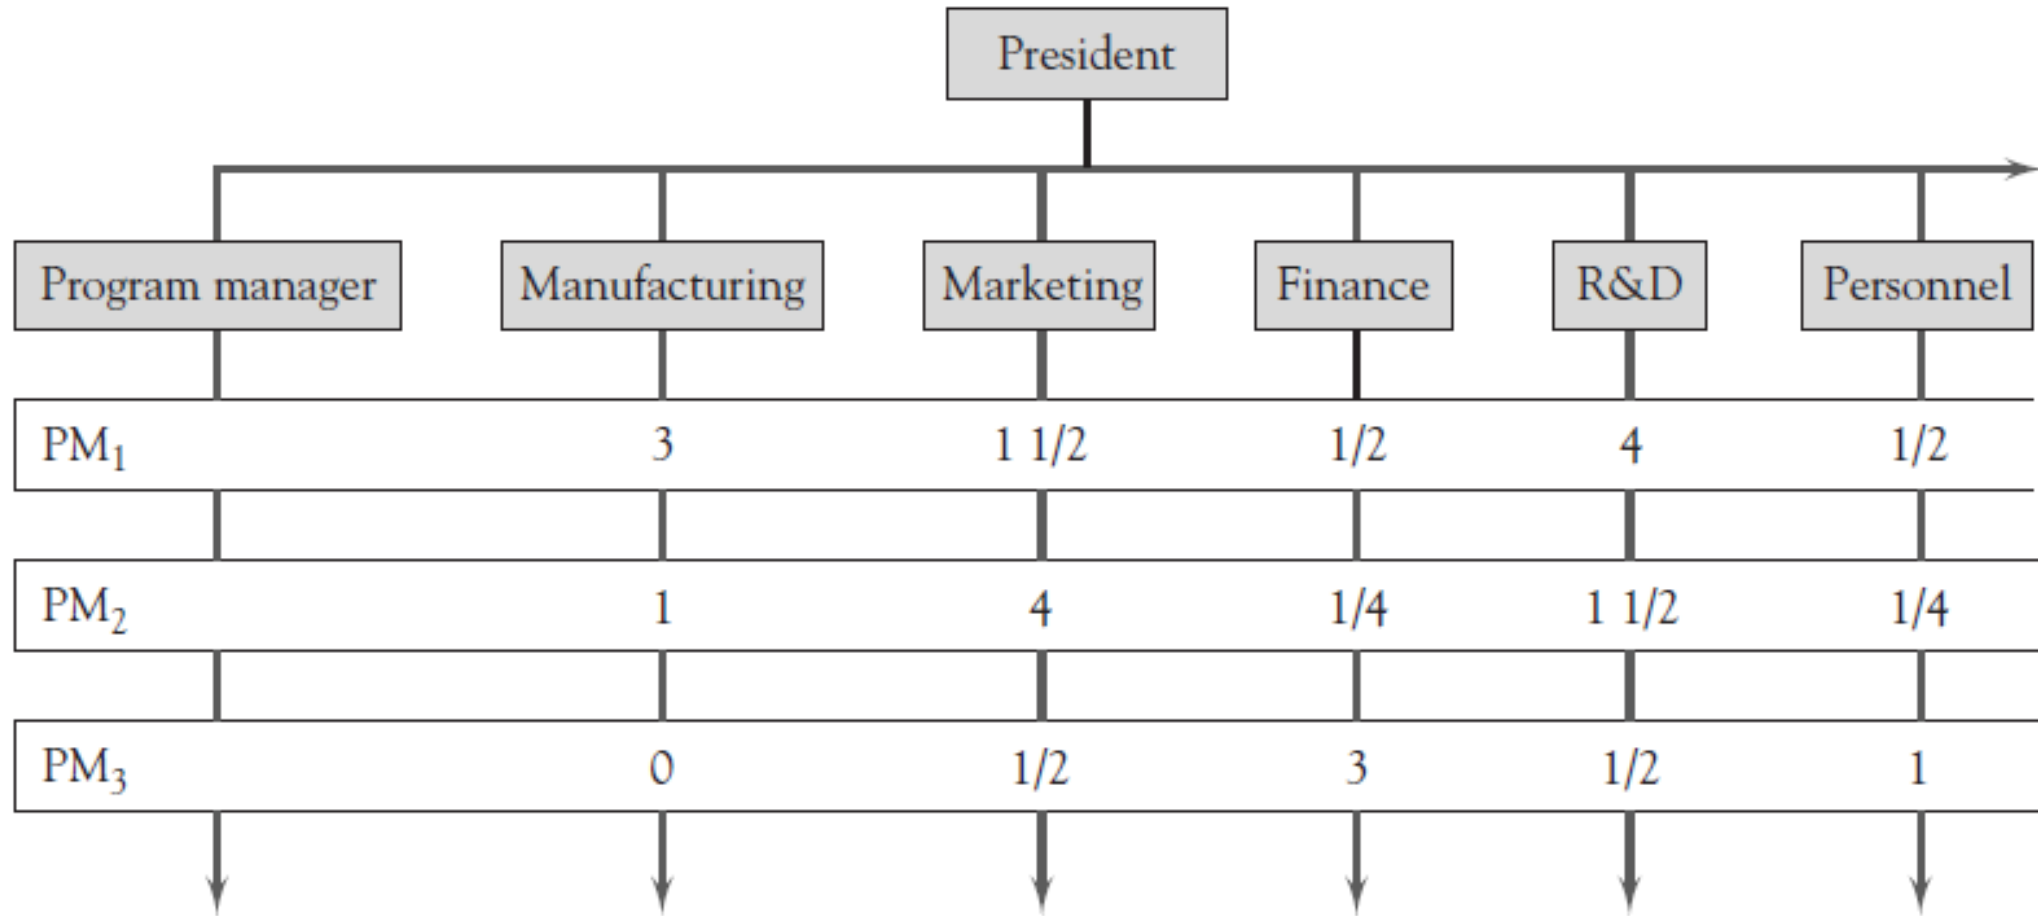 President
Program manager Manufacturing Marketing Finance R&D Personnel
PM₁ 3 1 1/2 1/2 4 1/2
PM₂ 1 4 1/4 1 1/2 1/4
PM₃ 0 1/2 3 1/2 1